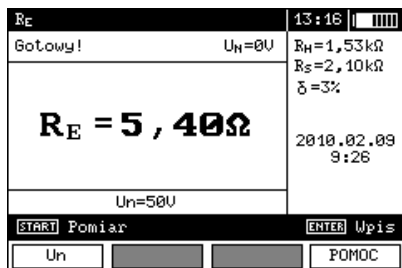 RE 13:16
Gotowy! UN=0V
RH=1,53kΩ
RS=2,10kΩ
δ=3%
RE=5,40Ω
2010.02.09
9:26
Un=50V
START Pomiar ENTER Wpis
Un POMOC